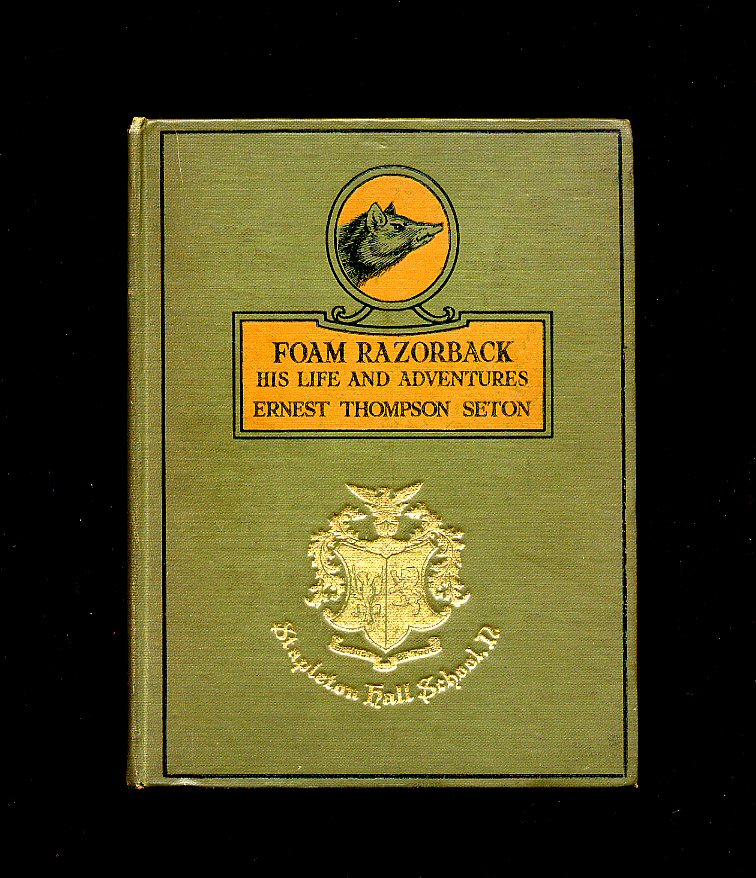 FOAM RAZORBACK
HIS LIFE AND ADVENTURES
ERNEST THOMPSON SETON
Stapleton Hall School, N